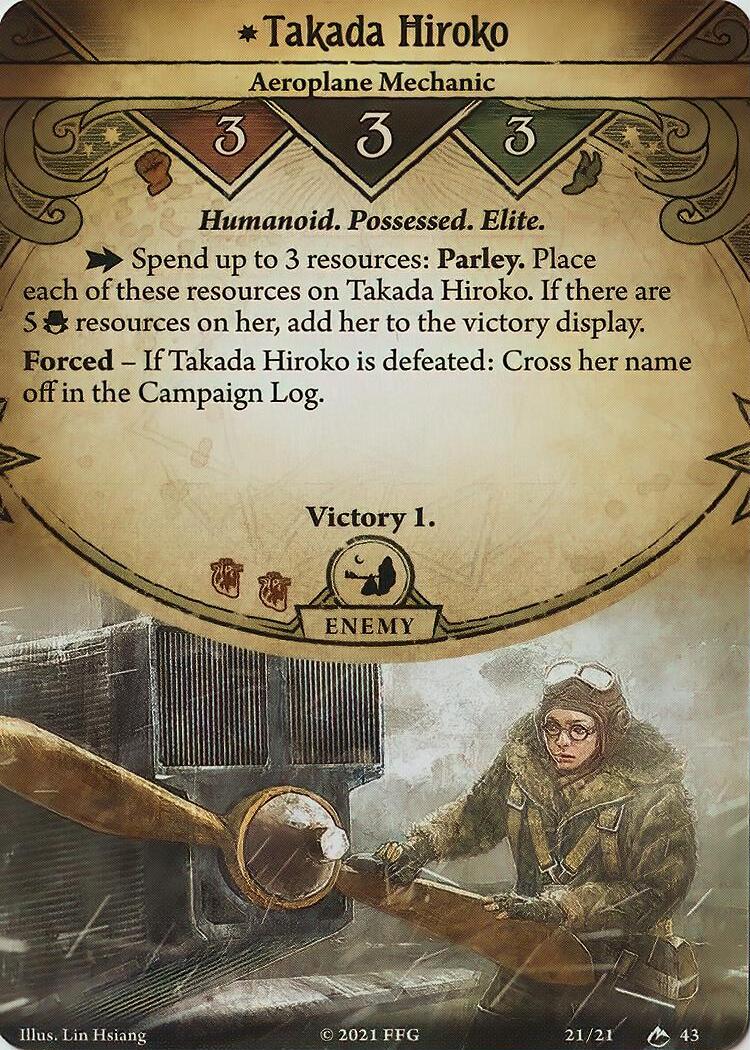 Takada Hiroko
Aeroplane Mechanic
3 3 3
Humanoid. Possessed. Elite.
Spend up to 3 resources: Parley. Place
each of these resources on Takada Hiroko. If there are
5 resources on her, add her to the victory display.
Forced – If Takada Hiroko is defeated: Cross her name
off in the Campaign Log.
Victory 1.
ENEMY
Illus. Lin Hsiang © 2021 FFG 21/21 43